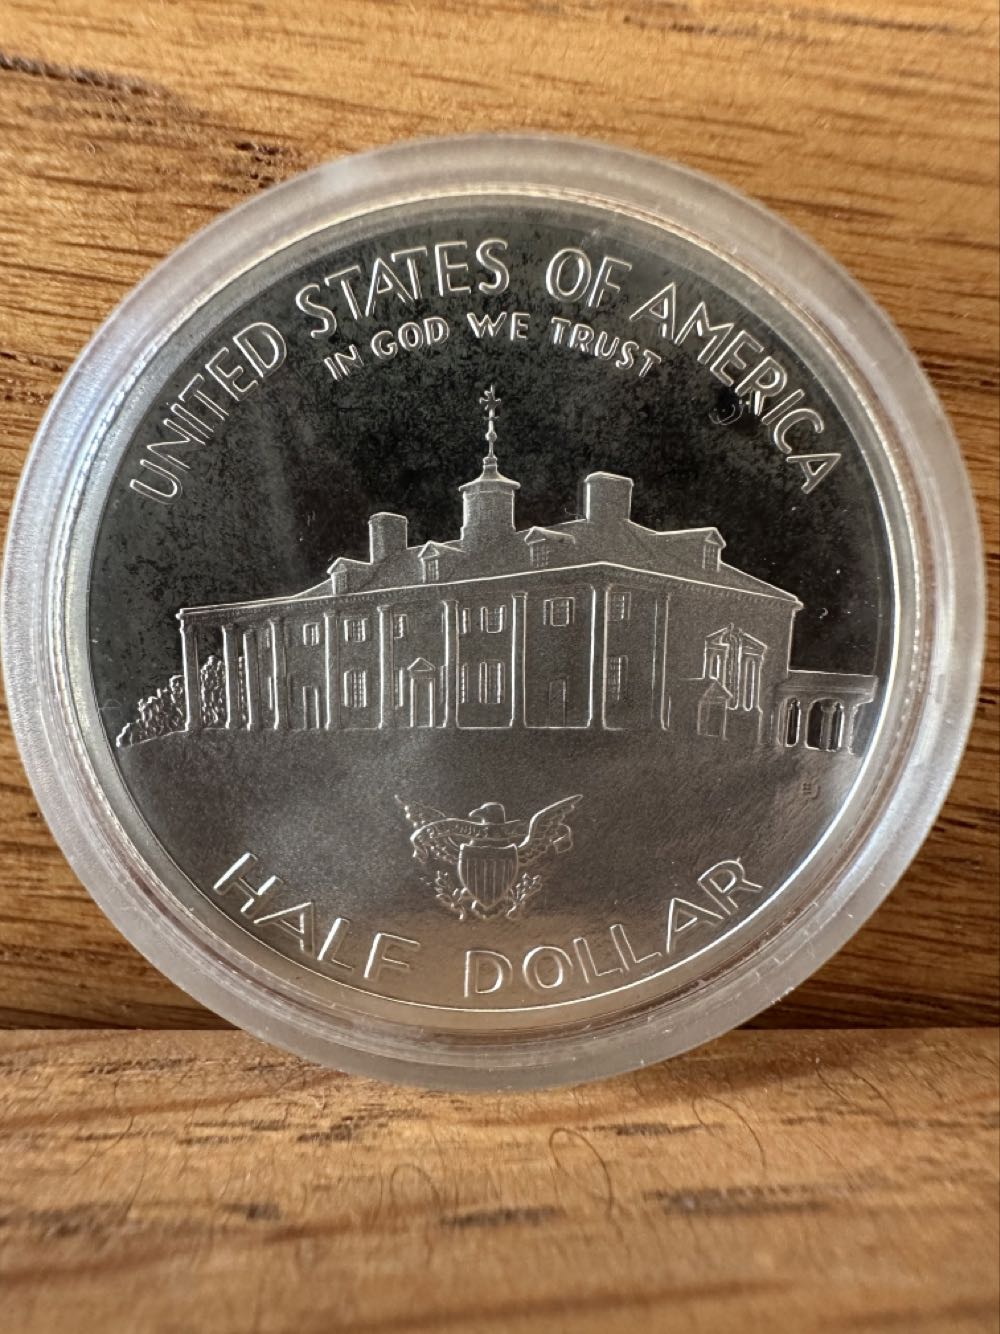 UNITED STATES OF AMERICA
IN GOD WE TRUST
HALF DOLLAR